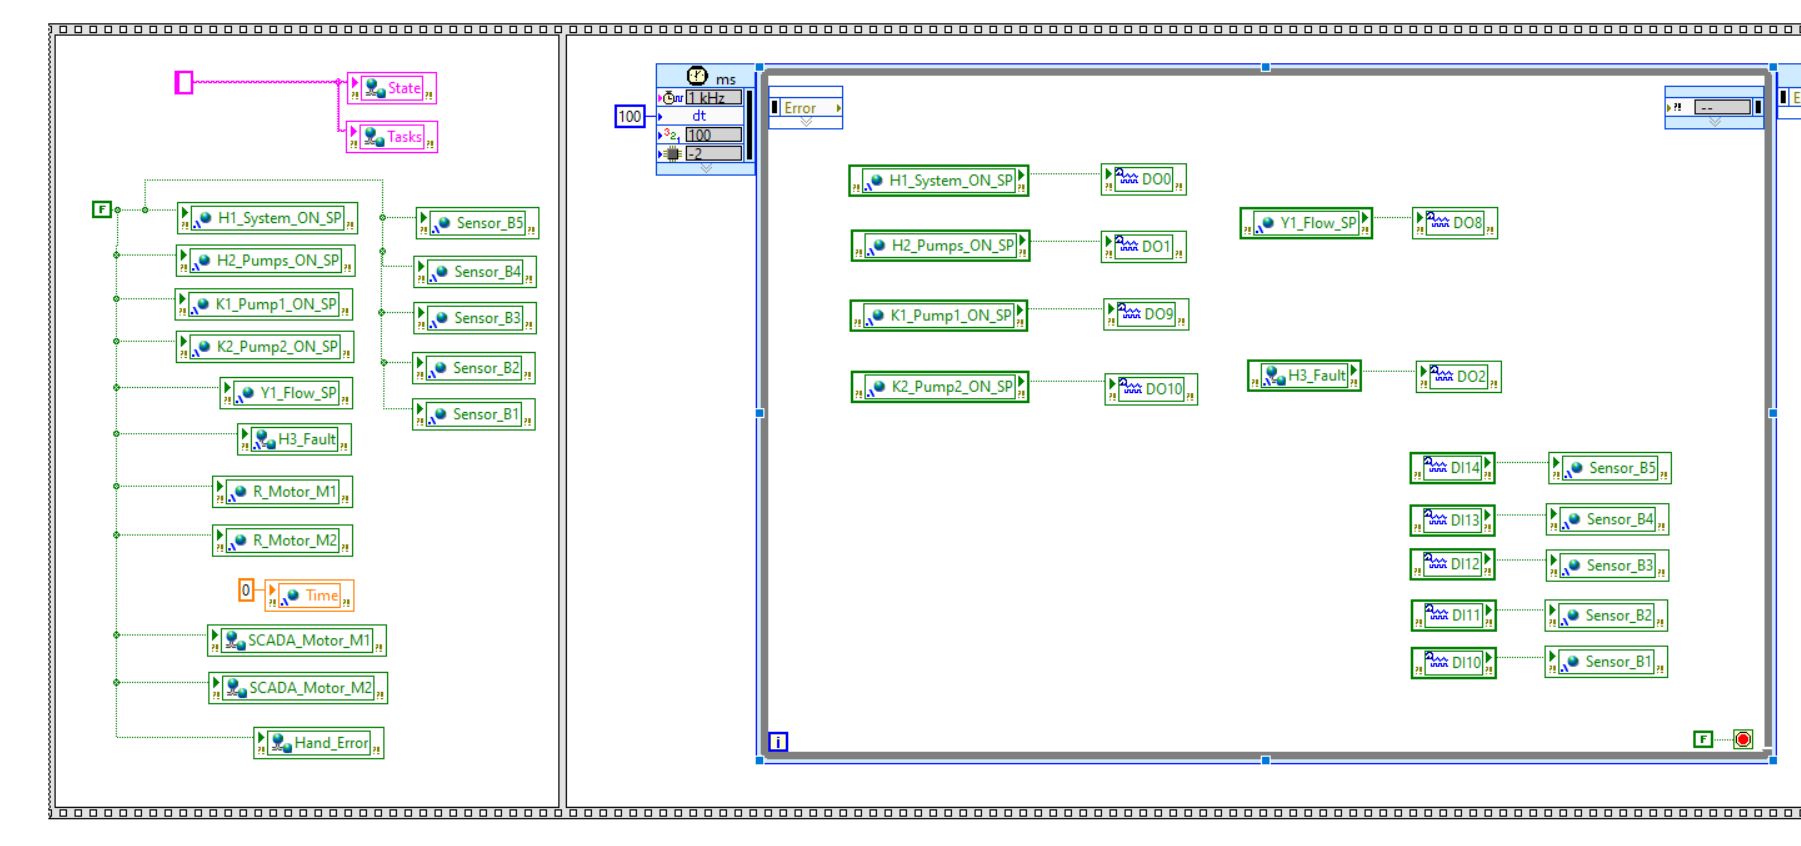 State
Tasks
F
H1_System_ON_SP
H2_Pumps_ON_SP
K1_Pump1_ON_SP
K2_Pump2_ON_SP
Y1_Flow_SP
H3_Fault
R_Motor_M1
R_Motor_M2
0
Time
SCADA_Motor_M1
SCADA_Motor_M2
Hand_Error
Sensor_B5
Sensor_B4
Sensor_B3
Sensor_B2
Sensor_B1
100
ms
1 kHz
dt
100
-2
Error
--
H1_System_ON_SP
DO0
H2_Pumps_ON_SP
DO1
K1_Pump1_ON_SP
DO9
K2_Pump2_ON_SP
DO10
Y1_Flow_SP
DO8
H3_Fault
DO2
DI14
Sensor_B5
DI13
Sensor_B4
DI12
Sensor_B3
DI11
Sensor_B2
DI10
Sensor_B1
i
F